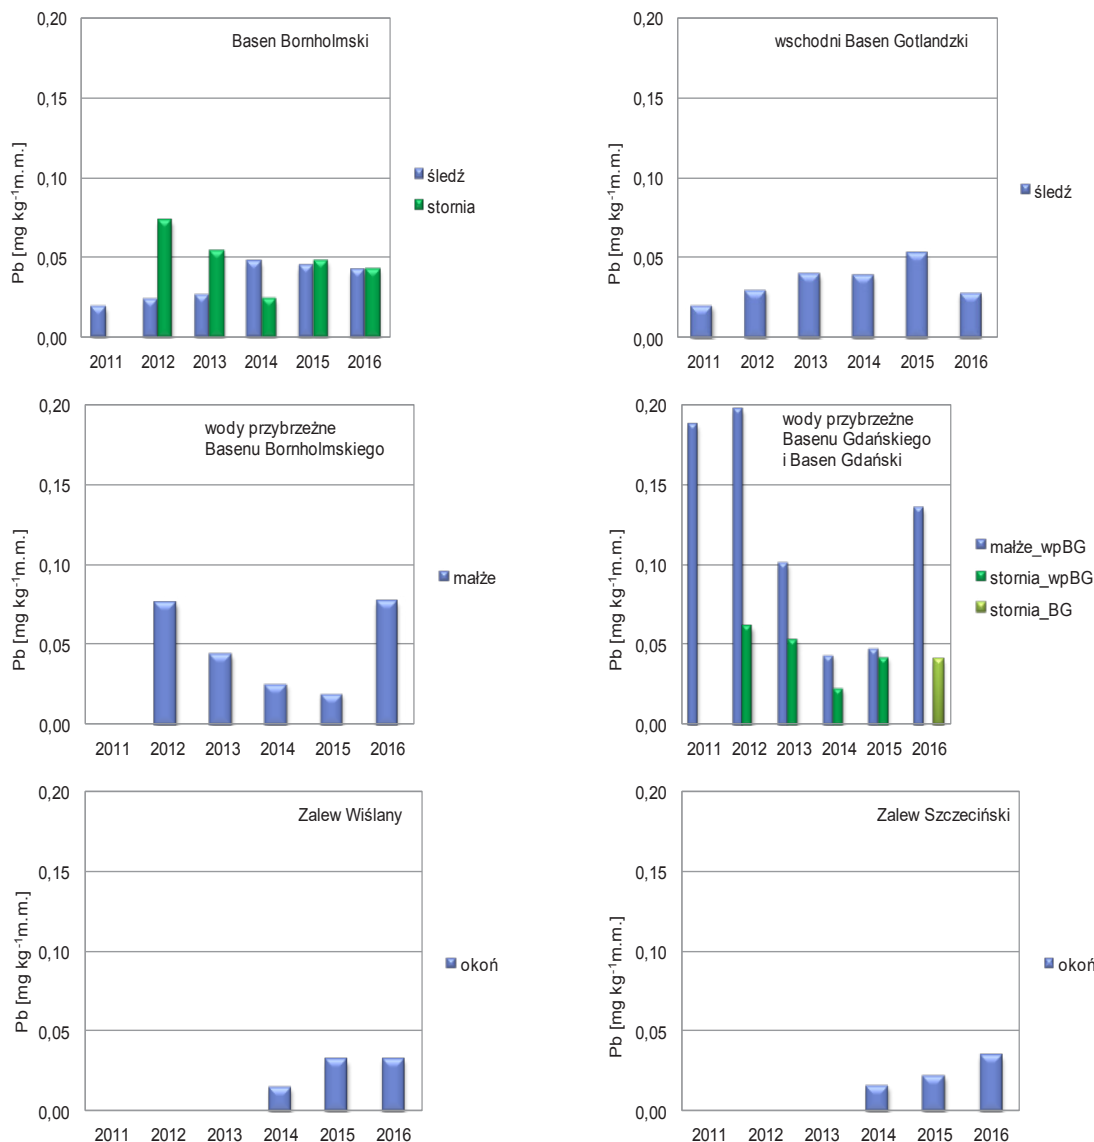 Basen Bornholmski
Pb [mg kg⁻¹m.m.]
0,20
0,15
0,10
0,05
0,00
2011 2012 2013 2014 2015 2016
śledź
stornia
wschodni Basen Gotlandzki
Pb [mg kg⁻¹m.m.]
0,20
0,15
0,10
0,05
0,00
2011 2012 2013 2014 2015 2016
śledź
wody przybrzeżne
Basenu Bornholmskiego
Pb [mg kg⁻¹m.m.]
0,20
0,15
0,10
0,05
0,00
2011 2012 2013 2014 2015 2016
małże
wody przybrzeżne
Basenu Gdańskiego
i Basen Gdański
Pb [mg kg⁻¹m.m.]
0,20
0,15
0,10
0,05
0,00
2011 2012 2013 2014 2015 2016
małże_wpBG
stornia_wpBG
stornia_BG
Zalew Wiślany
Pb [mg kg⁻¹m.m.]
0,20
0,15
0,10
0,05
0,00
2011 2012 2013 2014 2015 2016
okoń
Zalew Szczeciński
Pb [mg kg⁻¹m.m.]
0,20
0,15
0,10
0,05
0,00
2011 2012 2013 2014 2015 2016
okoń